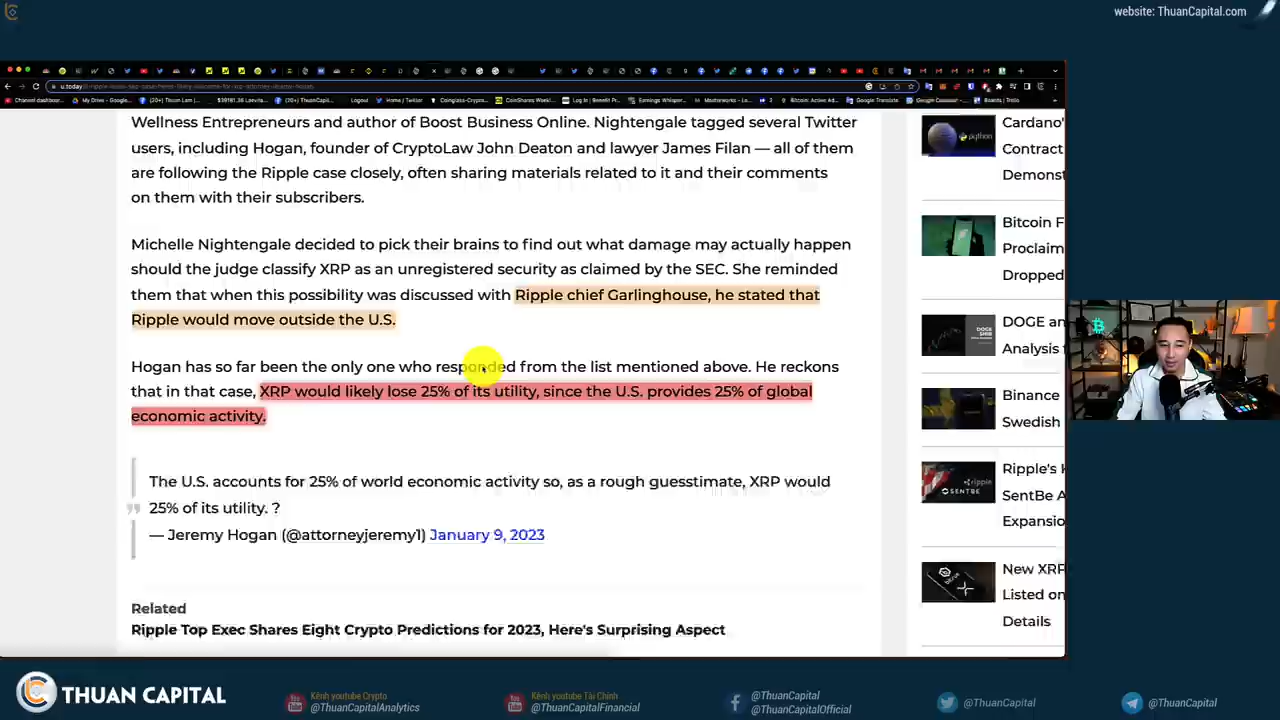 website: ThuanCapital.com
Wellness Entrepreneurs and author of Boost Business Online. Nightengale tagged several Twitter
users, including Hogan, founder of CryptoLaw John Deaton and lawyer James Filan — all of them
are following the Ripple case closely, often sharing materials related to it and their comments
on them with their subscribers.
Michelle Nightengale decided to pick their brains to find out what damage may actually happen
should the judge classify XRP as an unregistered security as claimed by the SEC. She reminded
them that when this possibility was discussed with Ripple chief Garlinghouse, he stated that
Ripple would move outside the U.S.
Hogan has so far been the only one who responded from the list mentioned above. He reckons
that in that case, XRP would likely lose 25% of its utility, since the U.S. provides 25% of global
economic activity.
The U.S. accounts for 25% of world economic activity so, as a rough guesstimate, XRP would
25% of its utility. ?
— Jeremy Hogan (@attorneyjeremy1) January 9, 2023
Related
Ripple Top Exec Shares Eight Crypto Predictions for 2023, Here's Surprising Aspect
Cardano'
Contract
Demonst
Bitcoin F
Proclaim
Dropped
DOGE an
Analysis
Binance
Swedish
Ripple's
SentBe A
Expansio
New XRP
Listed on
Details
THUAN CAPITAL
Kênh youtube Crypto
@ThuanCapitalAnalytics
Kênh youtube Tài Chính
@ThuanCapitalFinancial
@ThuanCapital
@ThuanCapitalOfficial
@ThuanCapital
@ThuanCapital